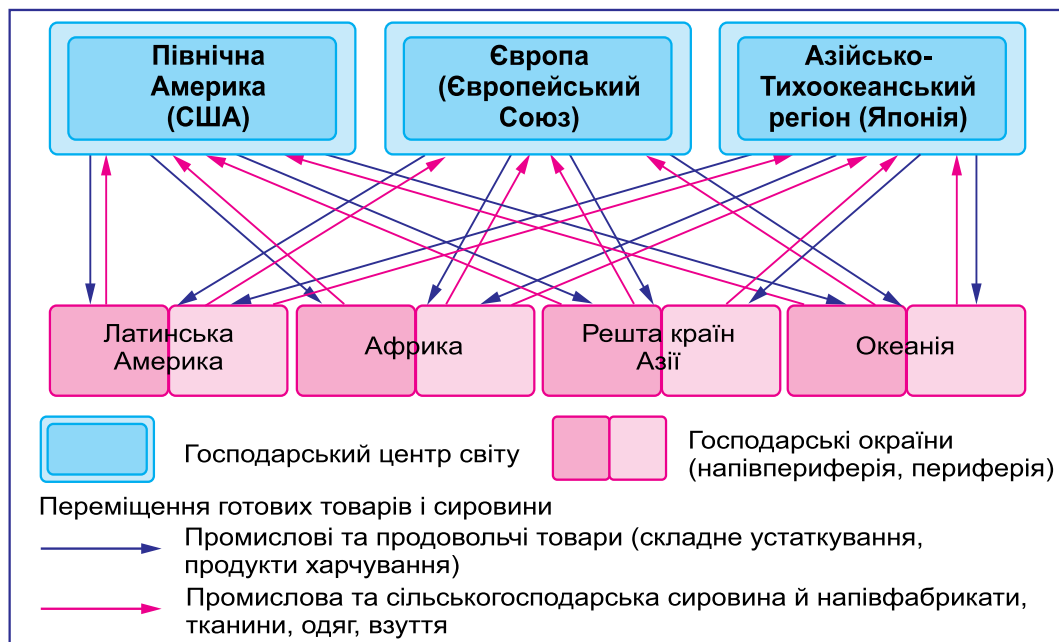 Північна
Америка
(США)
Європа
(Європейський
Союз)
Азійсько-
Тихоокеанський
регіон (Японія)
Латинська
Америка
Африка
Решта країн
Азії
Океанія
Господарський центр світу
Господарські окраїни
(напівпериферія, периферія)
Переміщення готових товарів і сировини
Промислові та продовольчі товари (складне устаткування,
продукти харчування)
Промислова та сільськогосподарська сировина й напівфабрикати,
тканини, одяг, взуття